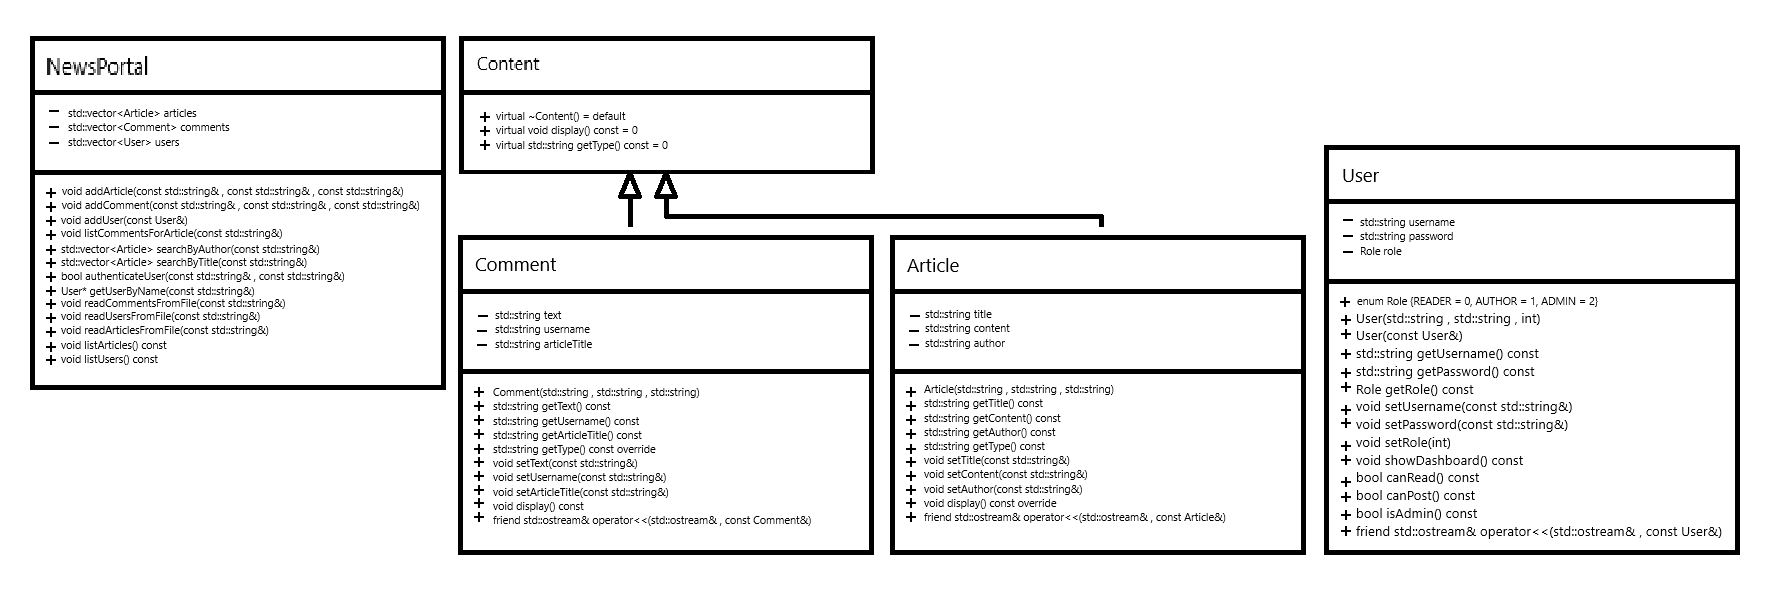 NewsPortal
− std::vector<Article> articles
− std::vector<Comment> comments
− std::vector<User> users
+ void addArticle(const std::string& , const std::string& , const std::string&)
+ void addComment(const std::string& , const std::string& , const std::string&)
+ void addUser(const User&)
+ void listCommentsForArticle(const std::string&)
+ std::vector<Article> searchByAuthor(const std::string&)
+ std::vector<Article> searchByTitle(const std::string&)
+ bool authenticateUser(const std::string& , const std::string&)
+ User* getUserByName(const std::string&)
+ void readCommentsFromFile(const std::string&)
+ void readUsersFromFile(const std::string&)
+ void readArticlesFromFile(const std::string&)
+ void listArticles() const
+ void listUsers() const
Content
+ virtual ~Content() = default
+ virtual void display() const = 0
+ virtual std::string getType() const = 0
Comment
− std::string text
− std::string username
− std::string articleTitle
+ Comment(std::string , std::string , std::string)
+ std::string getText() const
+ std::string getUsername() const
+ std::string getArticleTitle() const
+ std::string getType() const override
+ void setText(const std::string&)
+ void setUsername(const std::string&)
+ void setArticleTitle(const std::string&)
+ void display() const
+ friend std::ostream& operator<<(std::ostream& , const Comment&)
Article
− std::string title
− std::string content
− std::string author
+ Article(std::string , std::string , std::string)
+ std::string getTitle() const
+ std::string getContent() const
+ std::string getAuthor() const
+ std::string getType() const
+ void setTitle(const std::string&)
+ void setContent(const std::string&)
+ void setAuthor(const std::string&)
+ void display() const override
+ friend std::ostream& operator<<(std::ostream& , const Article&)
User
− std::string username
− std::string password
− Role role
+ enum Role {READER = 0, AUTHOR = 1, ADMIN = 2}
+ User(std::string , std::string , int)
+ User(const User&)
+ std::string getUsername() const
+ std::string getPassword() const
+ Role getRole() const
+ void setUsername(const std::string&)
+ void setPassword(const std::string&)
+ void setRole(int)
+ void showDashboard() const
+ bool canRead() const
+ bool canPost() const
+ bool isAdmin() const
+ friend std::ostream& operator<<(std::ostream& , const User&)